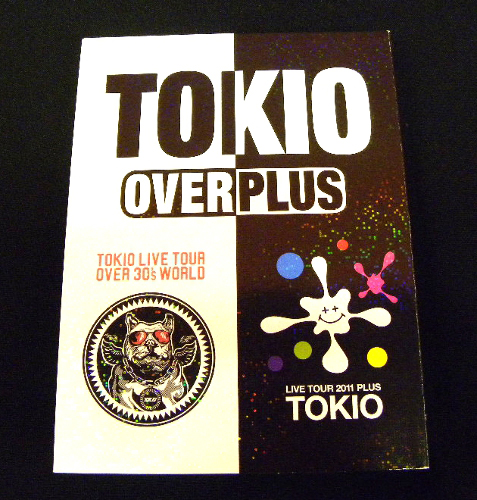 TOKIO
OVERPLUS
TOKIO LIVE TOUR
OVER 30's WORLD
LIVE TOUR 2011 PLUS
TOKIO